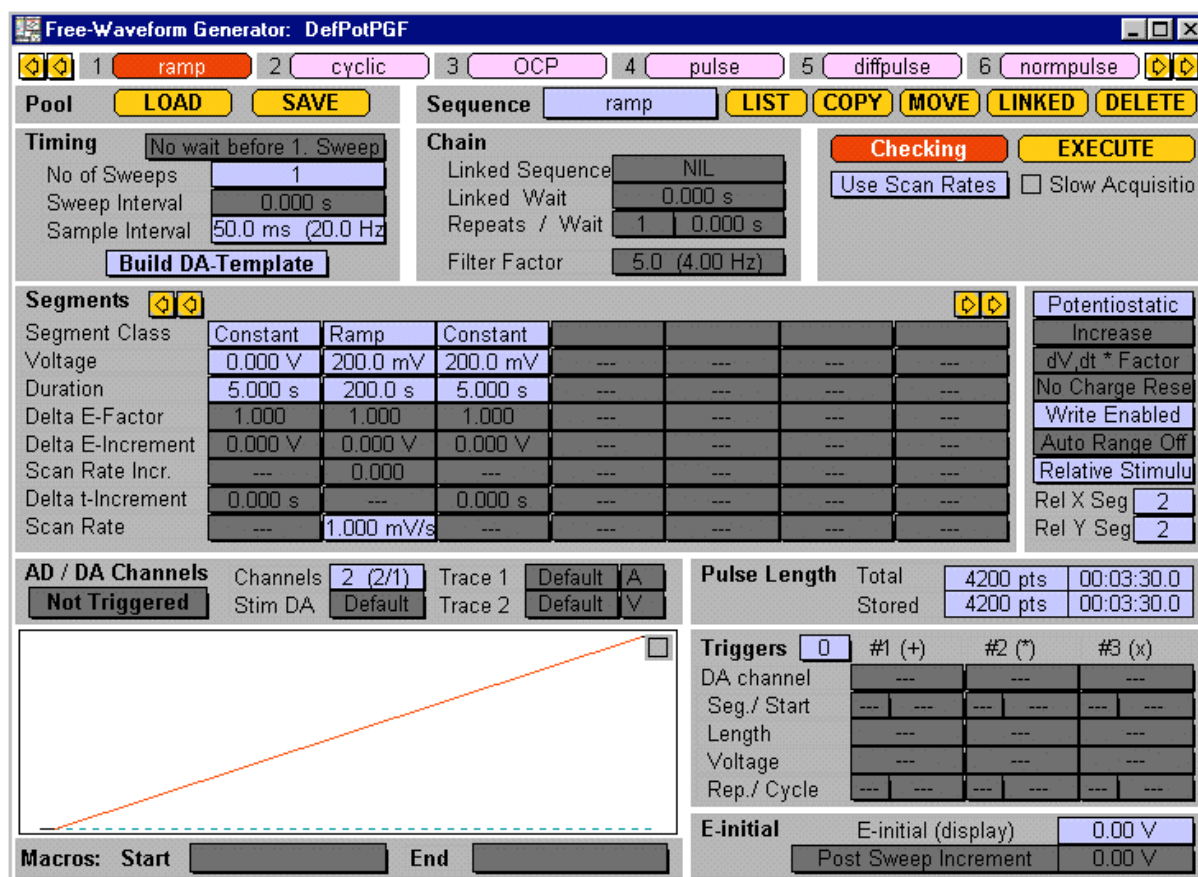 Free-Waveform Generator: DefPotPGF
1 ramp 2 cyclic 3 OCP 4 pulse 5 diffpulse 6 normpulse
Pool LOAD SAVE
Sequence ramp LIST COPY MOVE LINKED DELETE
Timing No wait before 1. Sweep
No of Sweeps 1
Sweep Interval 0.000 s
Sample Interval 50.0 ms (20.0 Hz
Build DA-Template
Chain
Linked Sequence NIL
Linked Wait 0.000 s
Repeats / Wait 1 0.000 s
Filter Factor 5.0 (4.00 Hz)
Checking EXECUTE
Use Scan Rates Slow Acquisitio
Segments
Segment Class Constant Ramp Constant --- --- --- ---
Voltage 0.000 V 200.0 mV 200.0 mV --- --- --- ---
Duration 5.000 s 200.0 s 5.000 s --- --- --- ---
Delta E-Factor 1.000 1.000 1.000 --- --- --- ---
Delta E-Increment 0.000 V 0.000 V 0.000 V --- --- --- ---
Scan Rate Incr. --- 0.000 --- --- --- --- ---
Delta t-Increment 0.000 s --- 0.000 s --- --- --- ---
Scan Rate --- 1.000 mV/s --- --- --- --- ---
Potentiostatic
Increase
dV,dt * Factor
No Charge Rese
Write Enabled
Auto Range Off
Relative Stimulu
Rel X Seg 2
Rel Y Seg 2
AD / DA Channels Channels 2 (2/1) Trace 1 Default A
Not Triggered Stim DA Default Trace 2 Default V
Pulse Length Total 4200 pts 00:03:30.0
Stored 4200 pts 00:03:30.0
Triggers 0 #1 (+) #2 (*) #3 (x)
DA channel --- --- ---
Seg./ Start --- --- --- --- --- ---
Length --- --- ---
Voltage --- --- ---
Rep./ Cycle --- --- --- --- --- ---
E-initial E-initial (display) 0.00 V
Post Sweep Increment 0.00 V
Macros: Start End